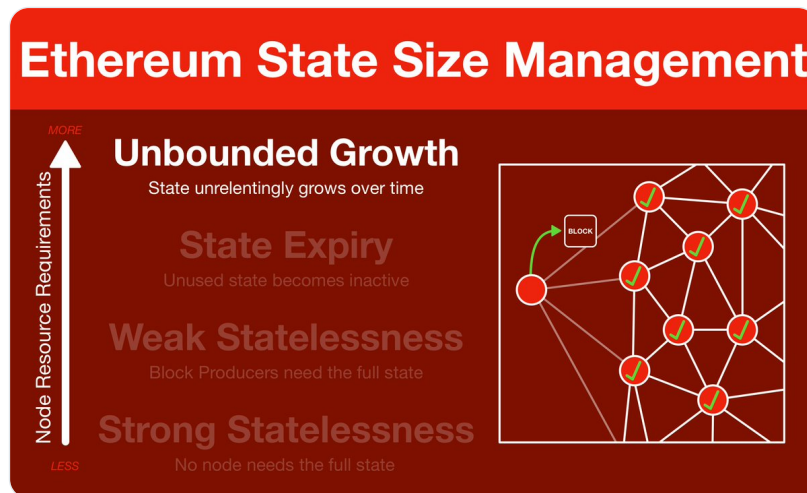 Ethereum State Size Management
MORE
Node Resource Requirements
LESS
Unbounded Growth
State unrelentingly grows over time
State Expiry
Unused state becomes inactive
Weak Statelessness
Block Producers need the full state
Strong Statelessness
No node needs the full state
BLOCK